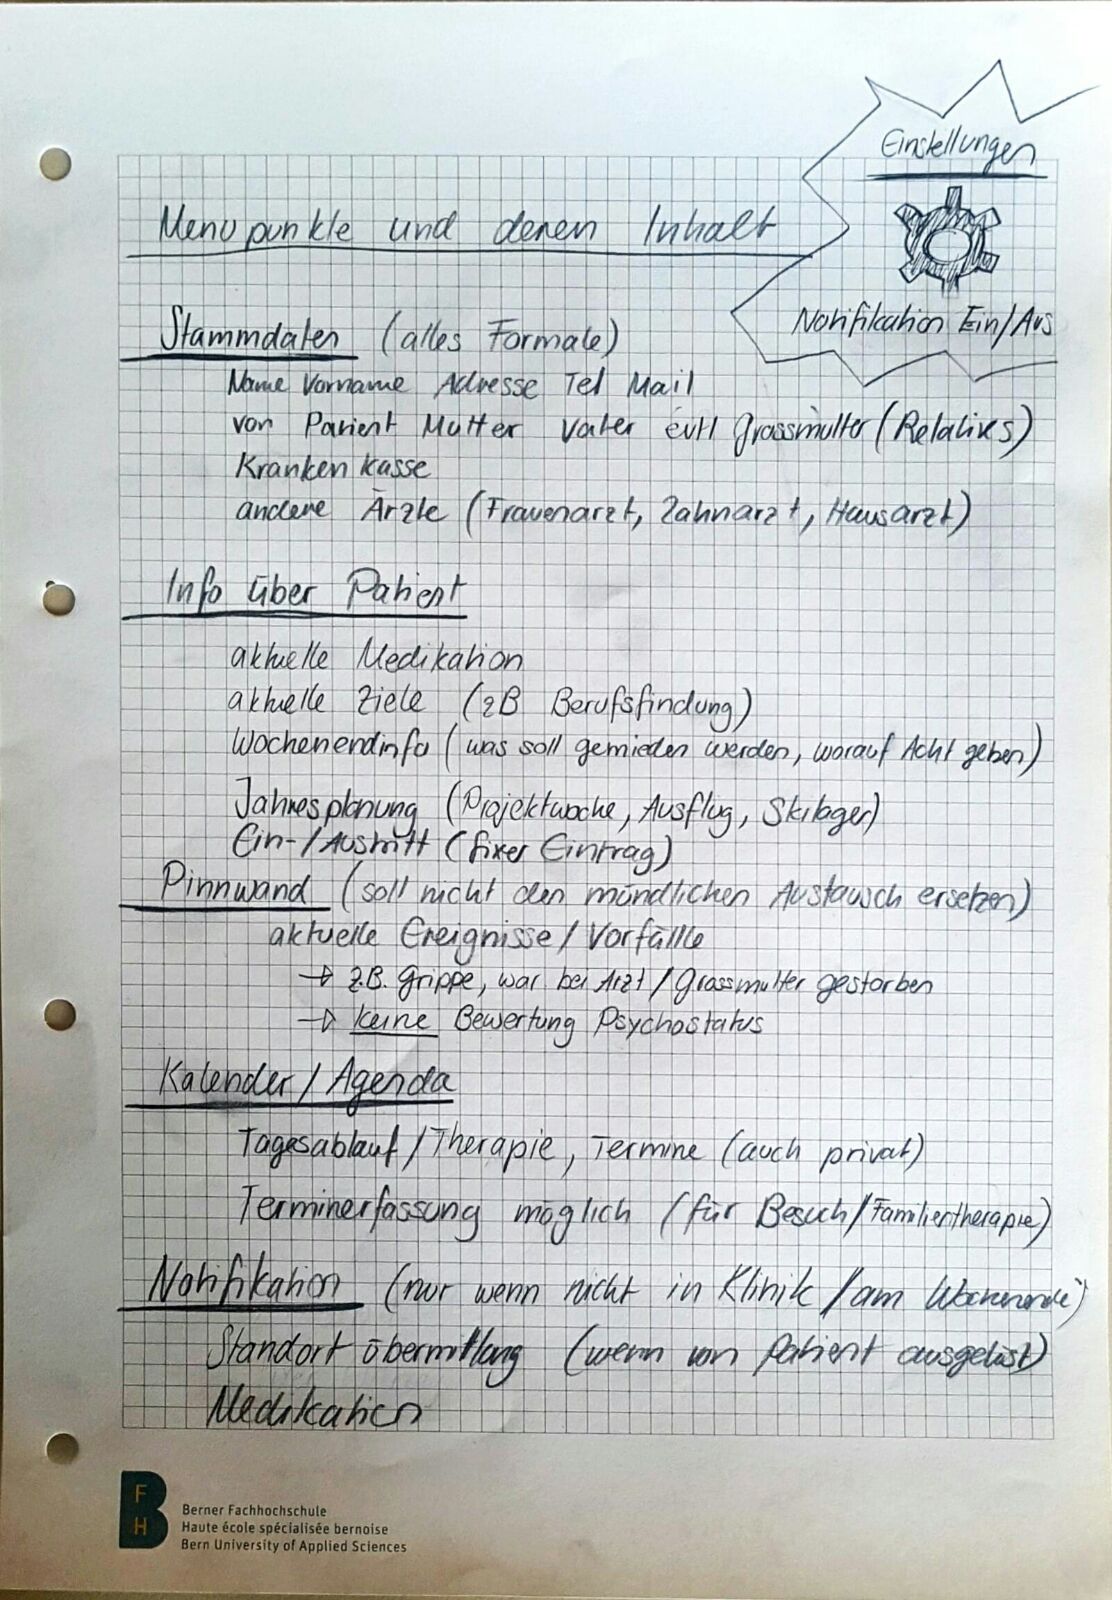 Einstellungen
Menupunkte und deren Inhalt
Notifikation Ein/Aus
Stammdaten (alles Formale)
Name Vorname Adresse Tel Mail
von Patient Mutter Vater evtl Grossmutter (Relatives)
Krankenkasse
andere Ärzte (Frauenarzt, Zahnarzt, Hausarzt)
Info über Patient
aktuelle Medikation
aktuelle Ziele (zB Berufsfindung)
Wochenendinfo (was soll gemieden werden, worauf Acht geben)
Jahresplanung (Projektwoche, Ausflug, Skilager)
Ein-/Austritt (fixer Eintrag)
Pinnwand (soll nicht den mündlichen Austausch ersetzen)
aktuelle Ereignisse/Vorfälle
→ z.B. Grippe, war bei Arzt/Grossmutter gestorben
→ keine Bewertung Psychostatus
Kalender/Agenda
Tagesablauf/Therapie, Termine (auch privat)
Terminerfassung möglich (für Besuch/Familientherapie)
Notifikation (nur wenn nicht in Klinik/am Wochenende)
Standort übermittlung (wenn von Patient ausgelöst)
Medikation
B F H
Berner Fachhochschule
Haute école spécialisée bernoise
Bern University of Applied Sciences